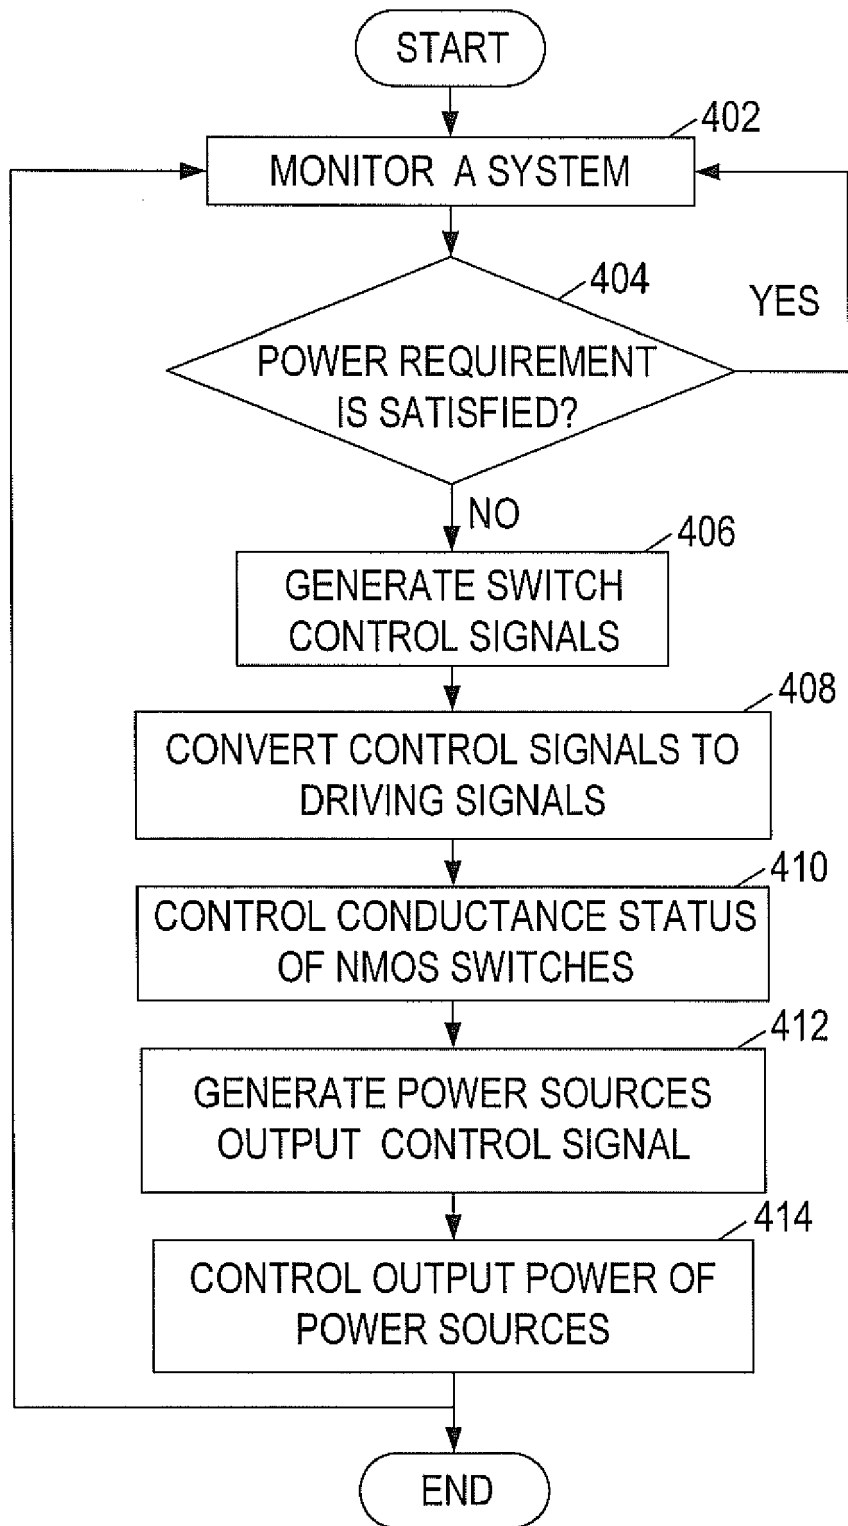 START
402
MONITOR A SYSTEM
404
YES
POWER REQUIREMENT
IS SATISFIED?
NO
406
GENERATE SWITCH
CONTROL SIGNALS
408
CONVERT CONTROL SIGNALS TO
DRIVING SIGNALS
410
CONTROL CONDUCTANCE STATUS
OF NMOS SWITCHES
412
GENERATE POWER SOURCES
OUTPUT CONTROL SIGNAL
414
CONTROL OUTPUT POWER OF
POWER SOURCES
END